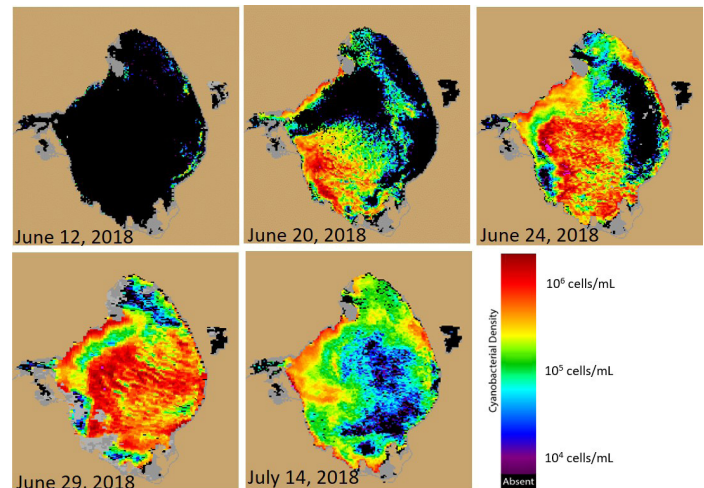 June 12, 2018
June 20, 2018
June 24, 2018
June 29, 2018
July 14, 2018
Cyanobacterial Density
10⁶ cells/mL
10⁵ cells/mL
10⁴ cells/mL
Absent